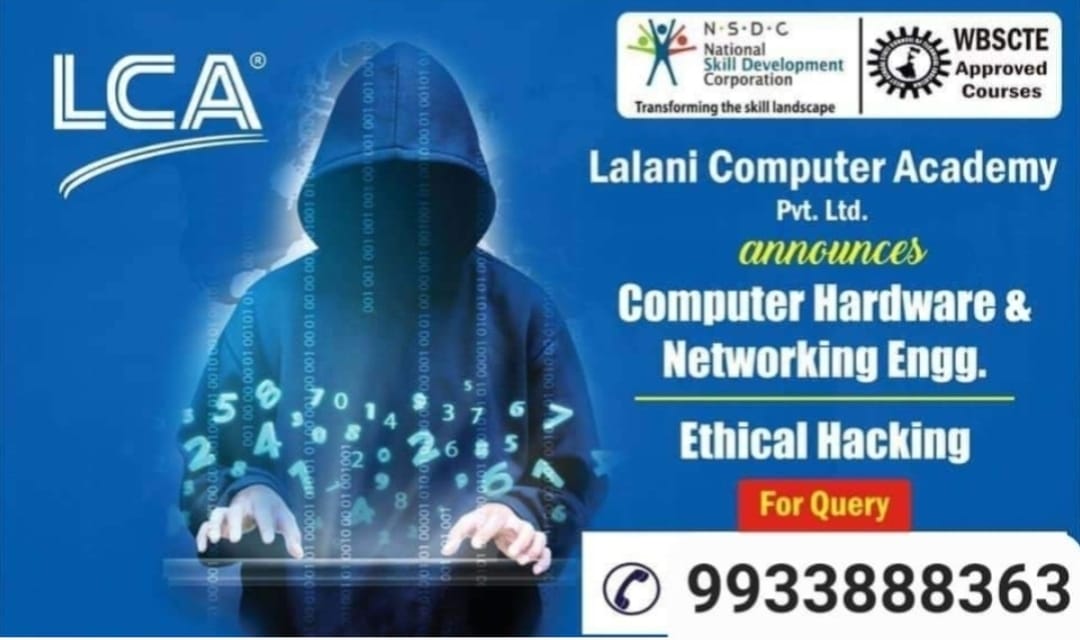 LCA®
N·S·D·C
National
Skill Development
Corporation
Transforming the skill landscape
WBSCTE
Approved
Courses
Lalani Computer Academy
Pvt. Ltd.
announces
Computer Hardware &
Networking Engg.
Ethical Hacking
For Query
9933888363